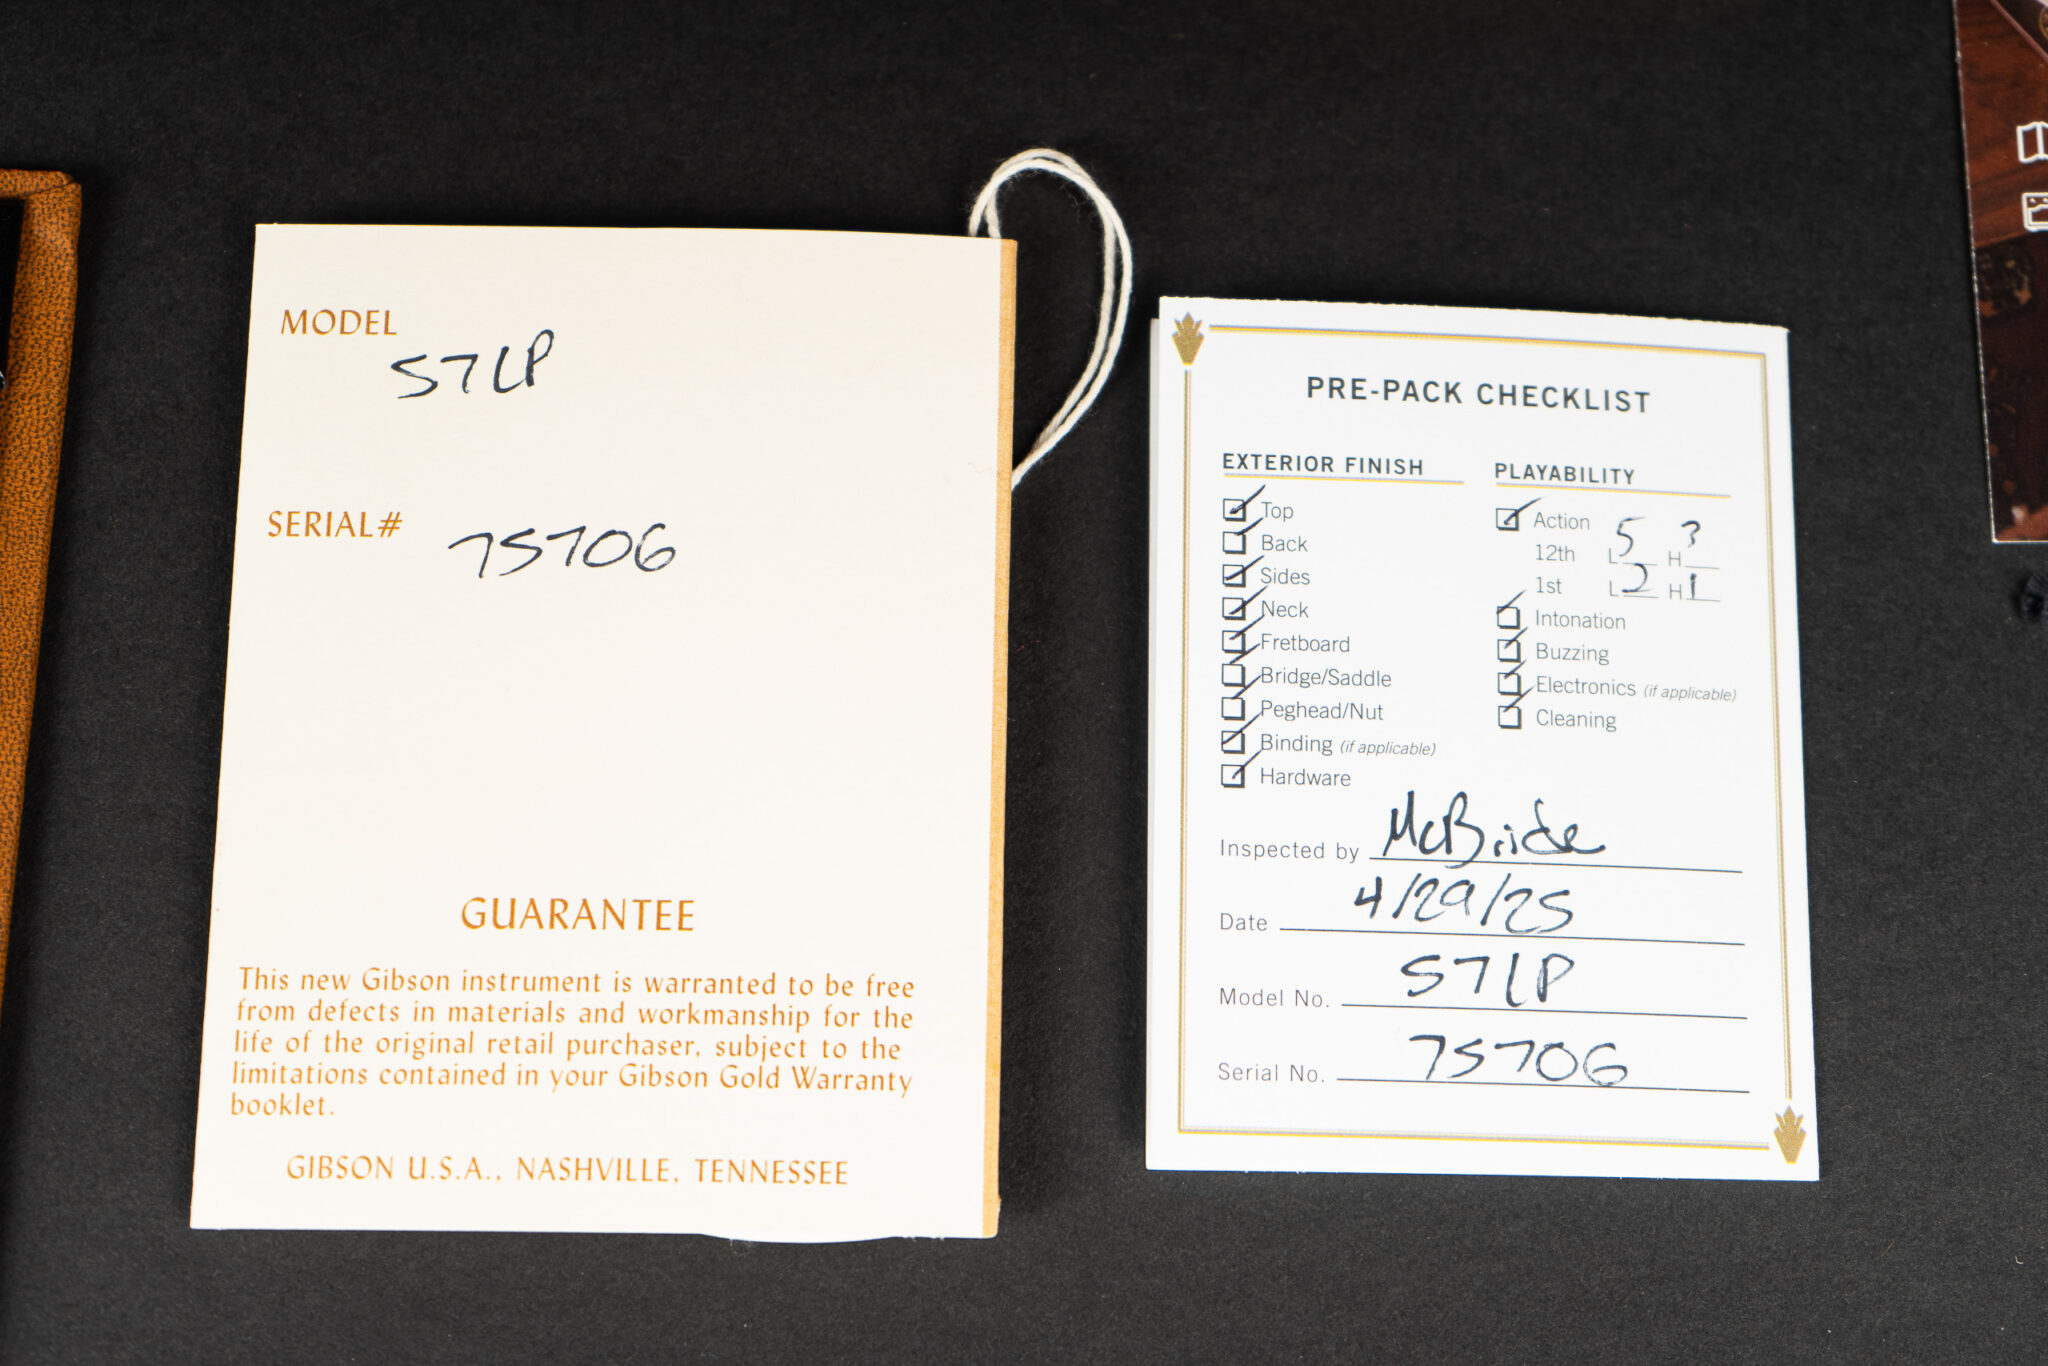 MODEL
57LP
SERIAL#
75706
GUARANTEE
This new Gibson instrument is warranted to be free
from defects in materials and workmanship for the
life of the original retail purchaser, subject to the
limitations contained in your Gibson Gold Warranty
booklet.
GIBSON U.S.A., NASHVILLE, TENNESSEE
PRE-PACK CHECKLIST
EXTERIOR FINISH
Top
Back
Sides
Neck
Fretboard
Bridge/Saddle
Peghead/Nut
Binding (if applicable)
Hardware
PLAYABILITY
Action
12th L 5 H 3
1st L 2 H 1
Intonation
Buzzing
Electronics (if applicable)
Cleaning
Inspected by McBride
Date 4/29/25
Model No. 57LP
Serial No. 75706